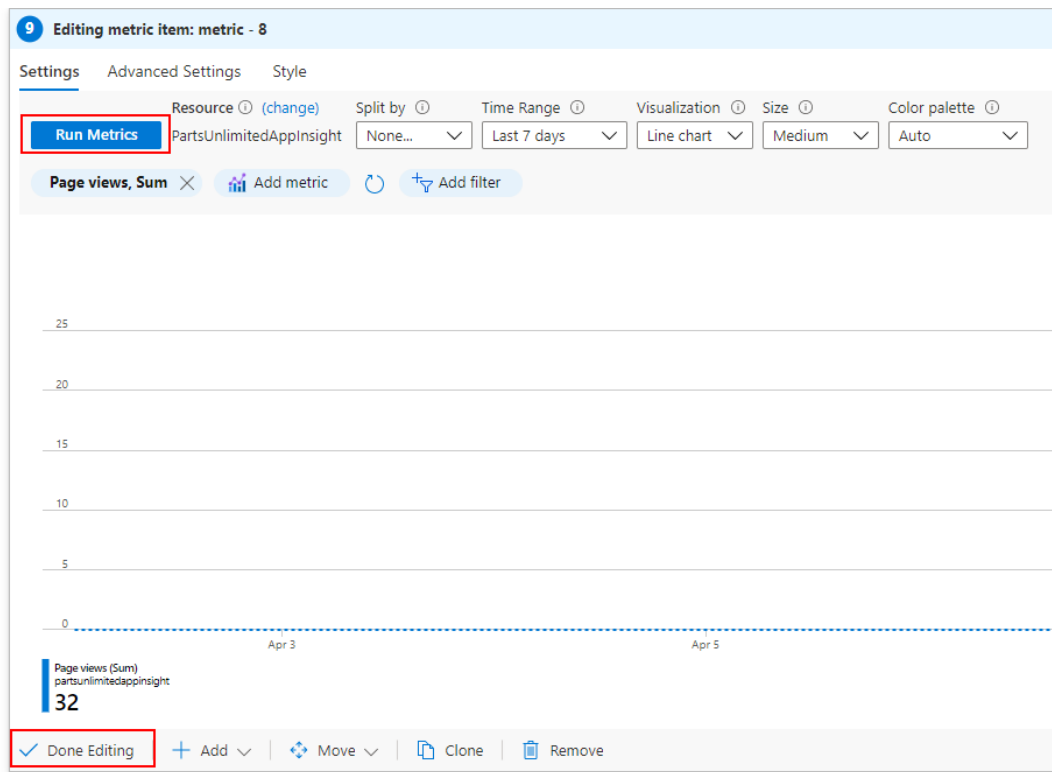 9 Editing metric item: metric - 8
Settings Advanced Settings Style
Resource (change) Split by Time Range Visualization Size Color palette
Run Metrics PartsUnlimitedAppInsight None... Last 7 days Line chart Medium Auto
Page views, Sum Add metric Add filter
25
20
15
10
5
0
Apr 3 Apr 5
Page views (Sum)
partsunlimitedappinsight
32
Done Editing Add Move Clone Remove